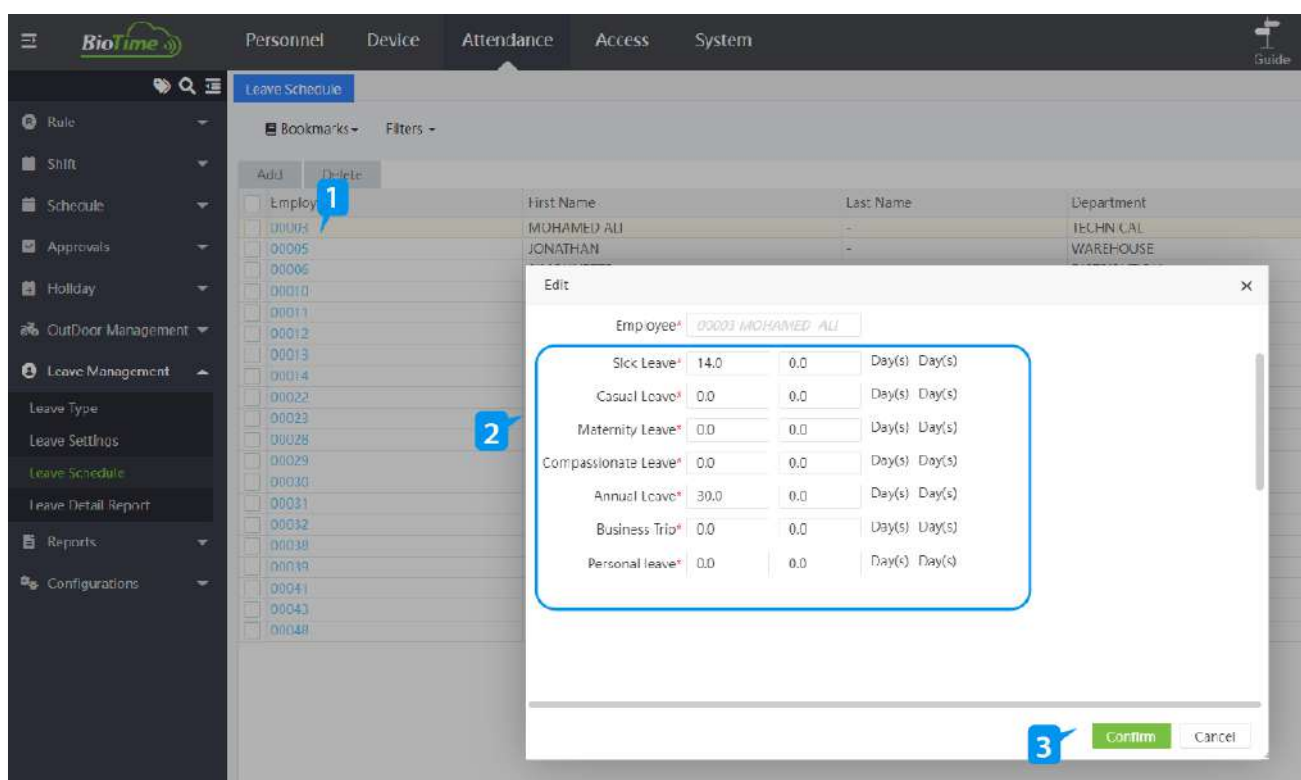 BioTime
Personnel Device Attendance Access System
Guide
Leave Schedule
Rule
Bookmarks Filters
Shift
Add Delete
Schedule
Employ 1 First Name Last Name Department
00003 MOHAMED ALI - TECHNICAL
Approvals
00005 JONATHAN - WAREHOUSE
00006
Holiday
00010
Edit
00011
OutDoor Management
00012
Employee* 00003 MOHAMED ALI
00013
Leave Management
00014
Sick Leave* 14.0 0.0 Day(s) Day(s)
Leave Type
00022
Casual Leave* 0.0 0.0 Day(s) Day(s)
00023
2
Maternity Leave* 0.0 0.0 Day(s) Day(s)
Leave Settings
00028
00029
Compassionate Leave* 0.0 0.0 Day(s) Day(s)
Leave Schedule
00030
Annual Leave* 30.0 0.0 Day(s) Day(s)
Leave Detail Report
00031
00032
Business Trip* 0.0 0.0 Day(s) Day(s)
Reports
00038
00039
Personal leave* 0.0 0.0 Day(s) Day(s)
Configurations
00041
00043
00048
3
Confirm Cancel